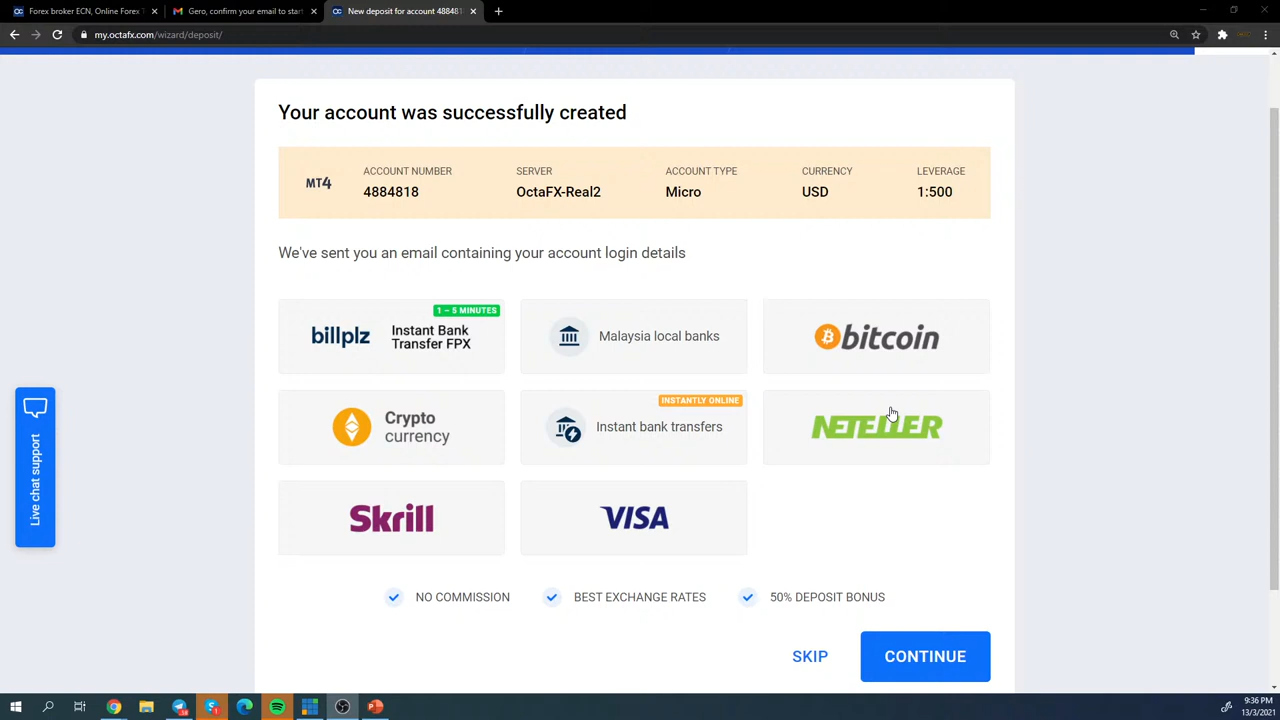 Forex broker ECN, Online Forex T
Gero, confirm your email to start
New deposit for account 488481
my.octafx.com/wizard/deposit/
Your account was successfully created
MT4
ACCOUNT NUMBER
4884818
SERVER
OctaFX-Real2
ACCOUNT TYPE
Micro
CURRENCY
USD
LEVERAGE
1:500
We've sent you an email containing your account login details
1 – 5 MINUTES
billplz
Instant Bank
Transfer FPX
Malaysia local banks
bitcoin
Crypto
currency
INSTANTLY ONLINE
Instant bank transfers
NETELLER
Skrill
VISA
NO COMMISSION
BEST EXCHANGE RATES
50% DEPOSIT BONUS
SKIP
CONTINUE
Live chat support
9:36 PM
13/3/2021